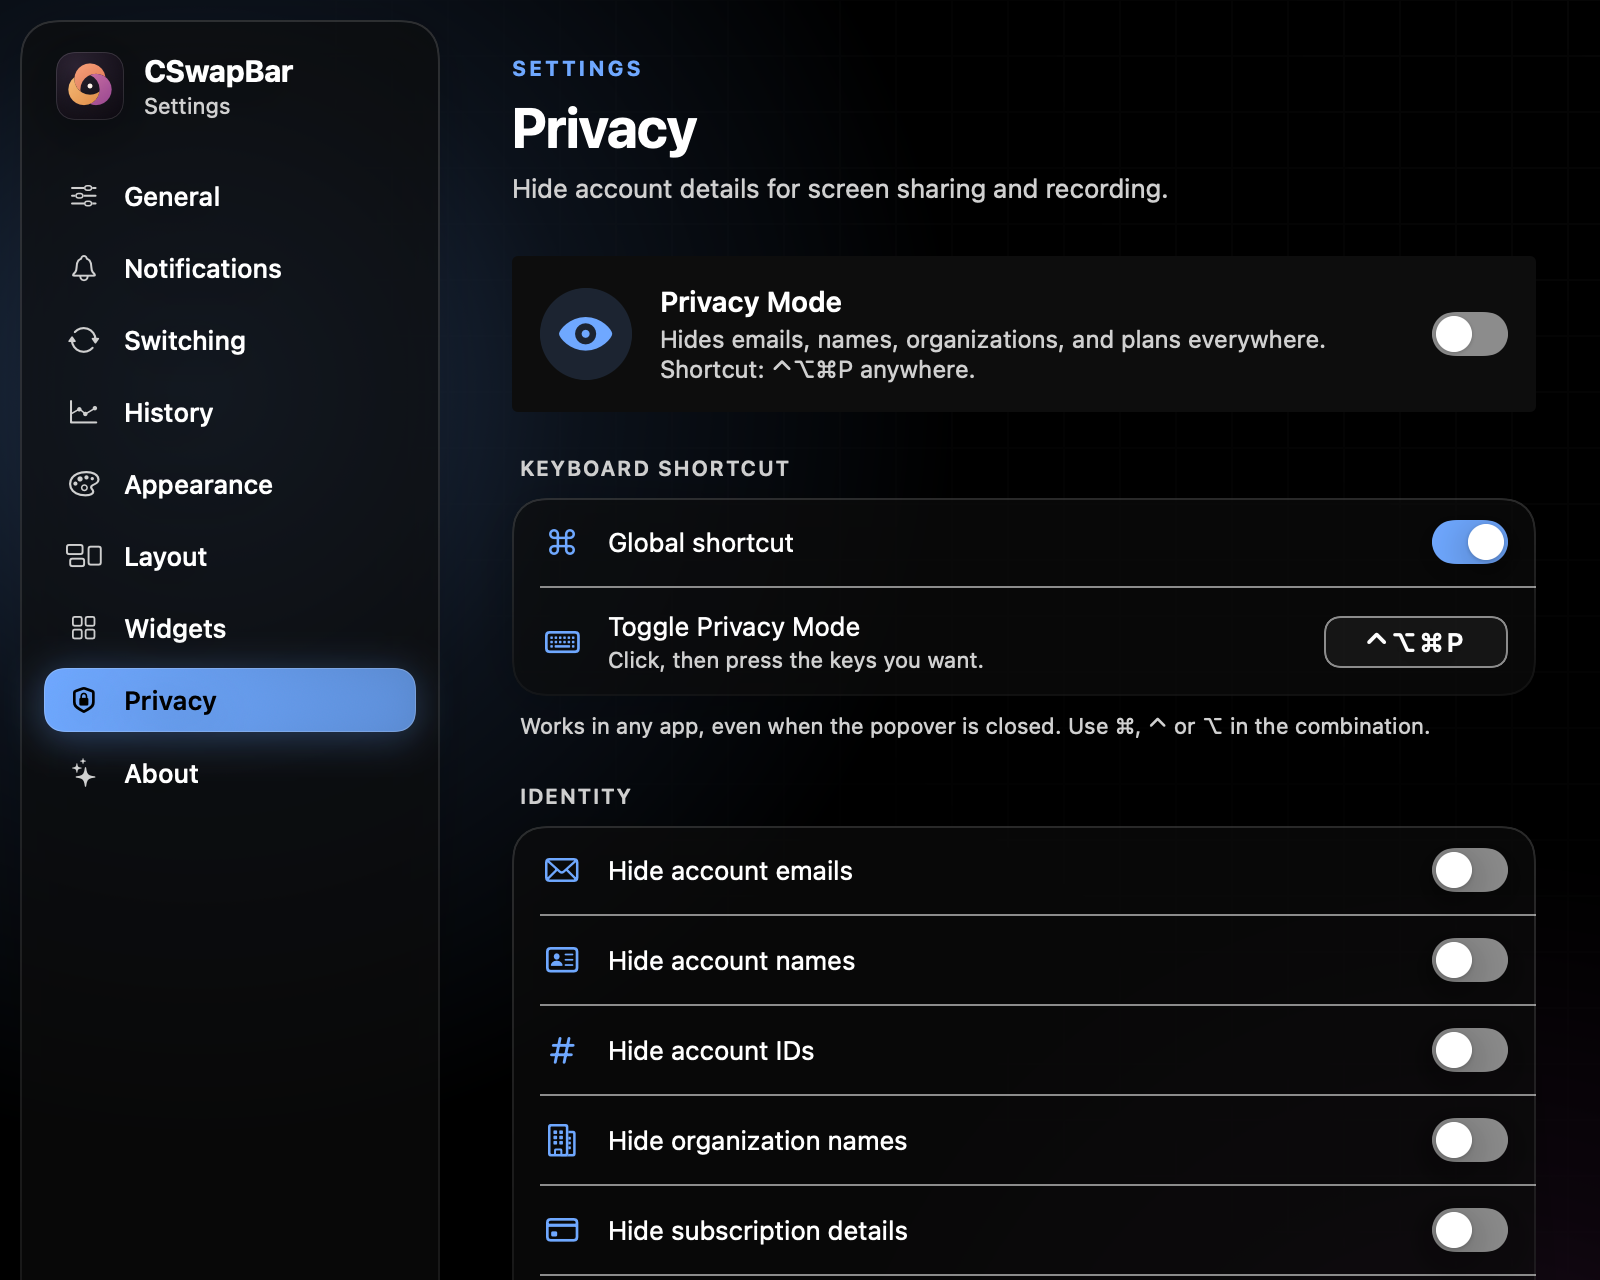 CSwapBar
Settings
General
Notifications
Switching
History
Appearance
Layout
Widgets
Privacy
About
SETTINGS
Privacy
Hide account details for screen sharing and recording.
Privacy Mode
Hides emails, names, organizations, and plans everywhere.
Shortcut: ^⌥⌘P anywhere.
KEYBOARD SHORTCUT
Global shortcut
Toggle Privacy Mode
Click, then press the keys you want.
^⌥⌘P
Works in any app, even when the popover is closed. Use ⌘, ^ or ⌥ in the combination.
IDENTITY
Hide account emails
Hide account names
Hide account IDs
Hide organization names
Hide subscription details